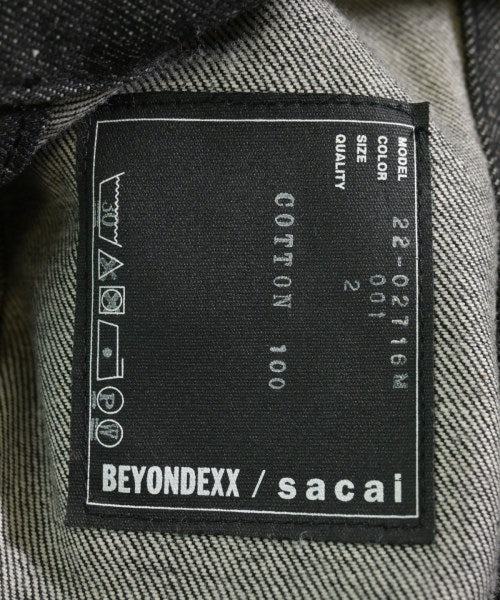 MODEL 22-02716M
COLOR 001
SIZE 2
QUALITY
COTTON 100
30
P
W
BEYONDEXX / sacai